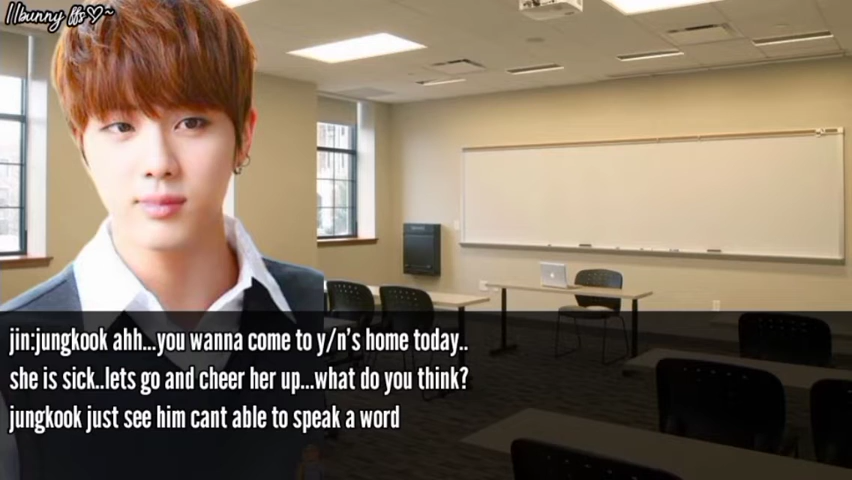 //bunny ffs♡~
jin:jungkook ahh...you wanna come to y/n's home today..
she is sick..lets go and cheer her up...what do you think?
jungkook just see him cant able to speak a word